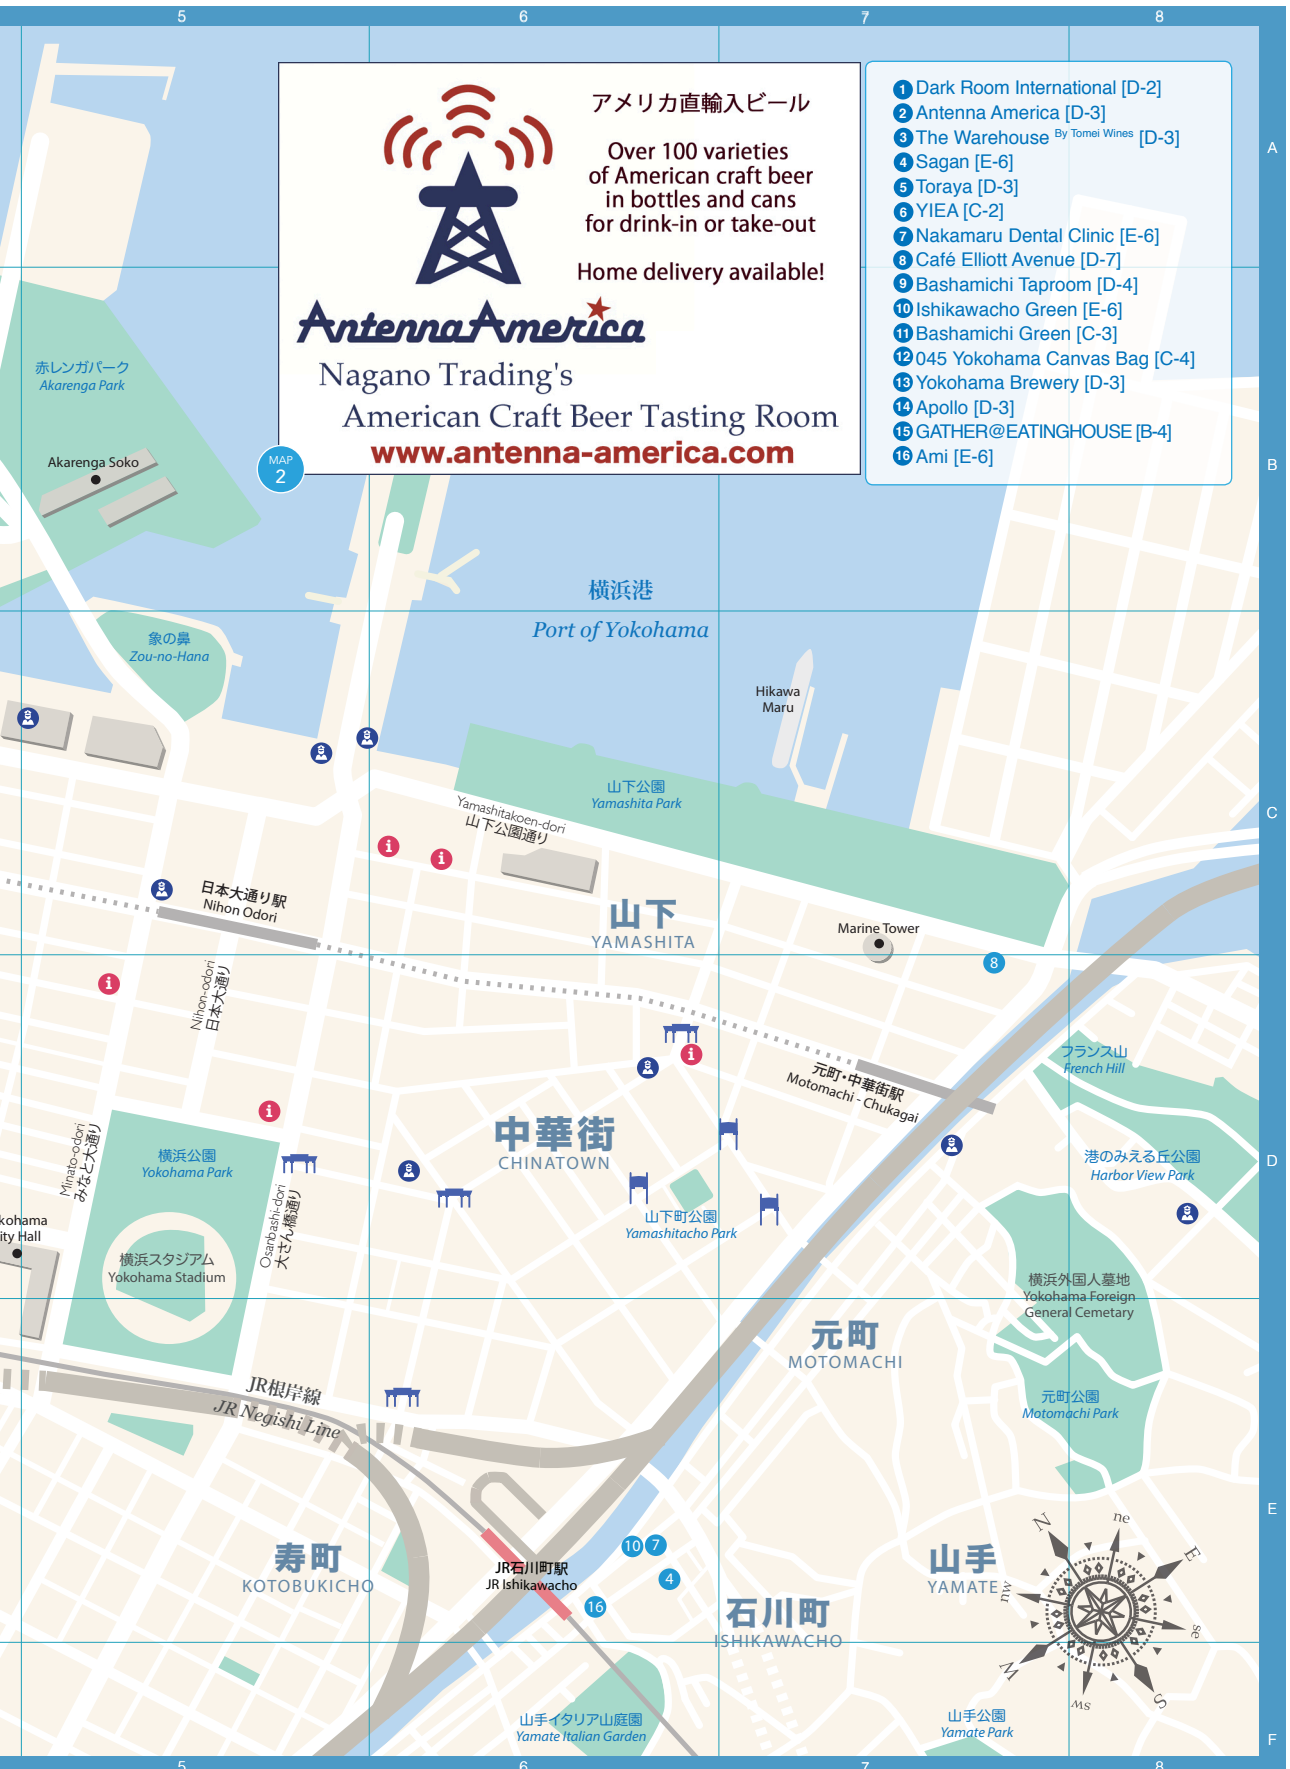 5
6
7
8
アメリカ直輸入ビール
Over 100 varieties
of American craft beer
in bottles and cans
for drink-in or take-out
Home delivery available!
Antenna America
Nagano Trading's
American Craft Beer Tasting Room
www.antenna-america.com
MAP
2
1 Dark Room International [D-2]
2 Antenna America [D-3]
3 The Warehouse By Tomei Wines [D-3]
4 Sagan [E-6]
5 Toraya [D-3]
6 YIEA [C-2]
7 Nakamaru Dental Clinic [E-6]
8 Café Elliott Avenue [D-7]
9 Bashamichi Taproom [D-4]
10 Ishikawacho Green [E-6]
11 Bashamichi Green [C-3]
12 045 Yokohama Canvas Bag [C-4]
13 Yokohama Brewery [D-3]
14 Apollo [D-3]
15 GATHER@EATINGHOUSE [B-4]
16 Ami [E-6]
A
赤レンガパーク
Akarenga Park
Akarenga Soko
B
横浜港
Port of Yokohama
象の鼻
Zou-no-Hana
Hikawa
Maru
山下公園
Yamashita Park
Yamashitakoen-dori
山下公園通り
C
日本大通り駅
Nihon Odori
山下
YAMASHITA
Marine Tower
8
Nihon-odori
日本大通り
元町・中華街駅
Motomachi - Chukagai
フランス山
French Hill
中華街
CHINATOWN
Minato-odori
みなと大通り
横浜公園
Yokohama Park
港のみえる丘公園
Harbor View Park
D
Osanbashi-dori
大さん橋通り
山下町公園
Yamashitacho Park
kohama
ity Hall
横浜スタジアム
Yokohama Stadium
横浜外国人墓地
Yokohama Foreign
General Cemetary
元町
MOTOMACHI
JR根岸線
JR Negishi Line
元町公園
Motomachi Park
E
寿町
KOTOBUKICHO
JR石川町駅
JR Ishikawacho
10
7
4
16
山手
YAMATE
石川町
ISHIKAWACHO
N
ne
E
se
S
sw
W
nw
山手イタリア山庭園
Yamate Italian Garden
山手公園
Yamate Park
F
5
6
7
8